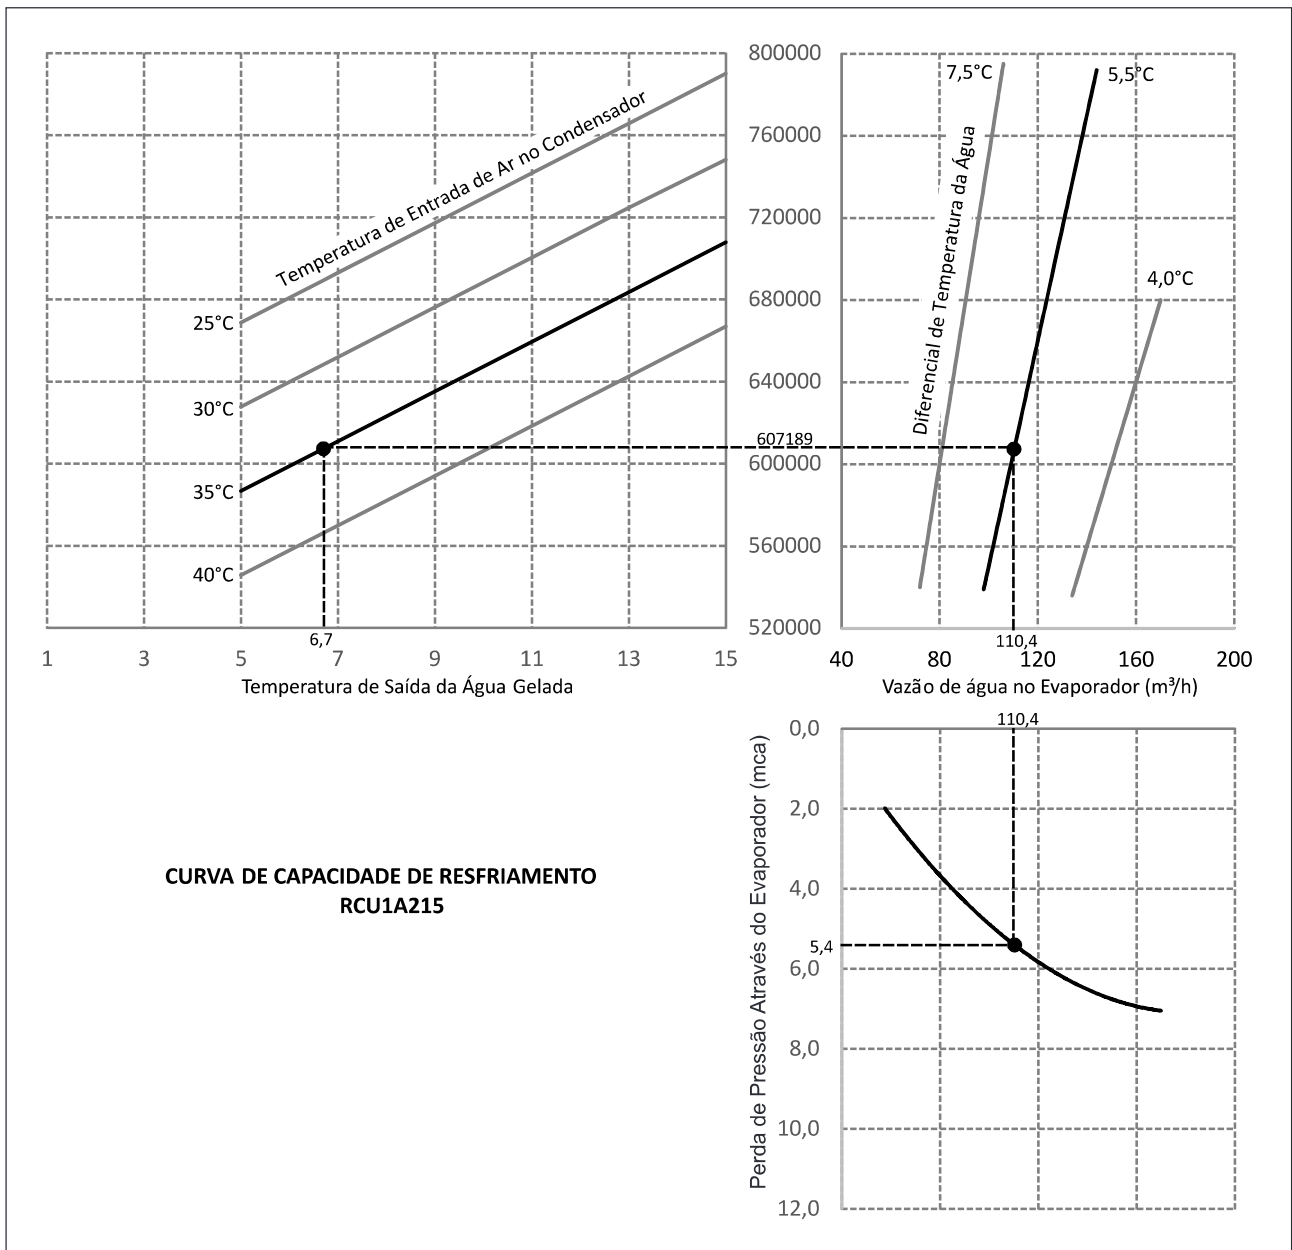 800000
760000
720000
680000
640000
607189
600000
560000
520000
Temperatura de Entrada de Ar no Condensador
25°C
30°C
35°C
40°C
6,7
1 3 5 7 9 11 13 15
Temperatura de Saída da Água Gelada
7,5°C
5,5°C
4,0°C
Diferencial de Temperatura da Água
110,4
40 80 120 160 200
Vazão de água no Evaporador (m³/h)
110,4
0,0
2,0
4,0
5,4
6,0
8,0
10,0
12,0
Perda de Pressão Através do Evaporador (mca)
CURVA DE CAPACIDADE DE RESFRIAMENTO
RCU1A215